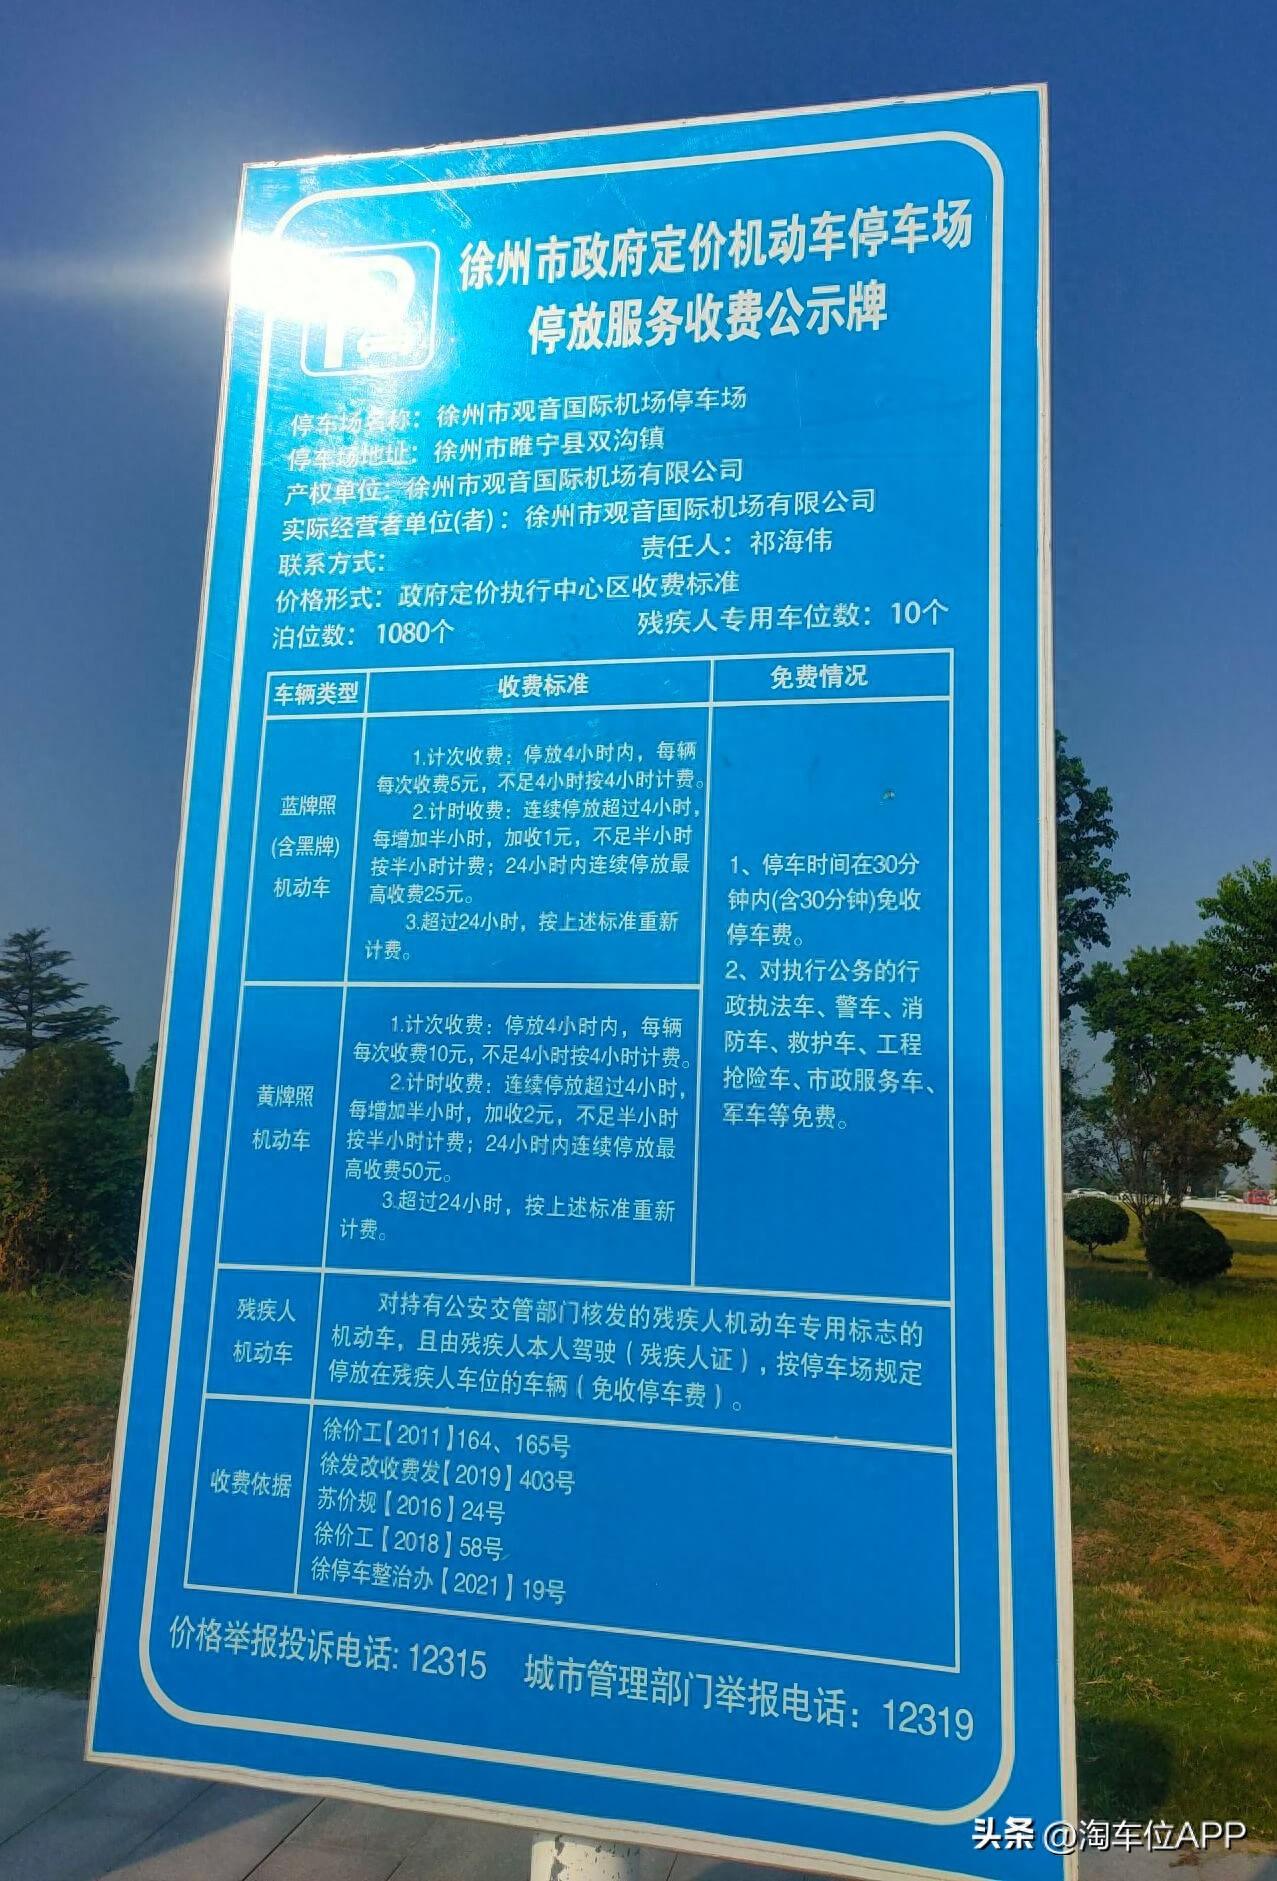 徐州市政府定价机动车停车场
停放服务收费公示牌
停车场名称：徐州市观音国际机场停车场
停车场地址：徐州市睢宁县双沟镇
产权单位：徐州市观音国际机场有限公司
实际经营者单位(者)：徐州市观音国际机场有限公司
联系方式： 责任人：祁海伟
价格形式：政府定价执行中心区收费标准
泊位数：1080个 残疾人专用车位数：10个
车辆类型 收费标准 免费情况
蓝牌照
(含黑牌)
机动车
1.计次收费：停放4小时内，每辆
每次收费5元，不足4小时按4小时计费。
2.计时收费：连续停放超过4小时，
每增加半小时，加收1元，不足半小时
按半小时计费；24小时内连续停放最
高收费25元。
3.超过24小时，按上述标准重新
计费。
1、停车时间在30分
钟内(含30分钟)免收
停车费。
2、对执行公务的行
政执法车、警车、消
防车、救护车、工程
抢险车、市政服务车、
军车等免费。
黄牌照
机动车
1.计次收费：停放4小时内，每辆
每次收费10元，不足4小时按4小时计费。
2.计时收费：连续停放超过4小时，
每增加半小时，加收2元，不足半小时
按半小时计费；24小时内连续停放最
高收费50元。
3.超过24小时，按上述标准重新
计费。
残疾人
机动车
对持有公安交管部门核发的残疾人机动车专用标志的
机动车，且由残疾人本人驾驶（残疾人证），按停车场规定
停放在残疾人车位的车辆（免收停车费）。
收费依据
徐价工【2011】164、165号
徐发改收费发【2019】403号
苏价规【2016】24号
徐价工【2018】58号
徐停车整治办【2021】19号
价格举报投诉电话：12315 城市管理部门举报电话：12319
头条 @淘车位APP